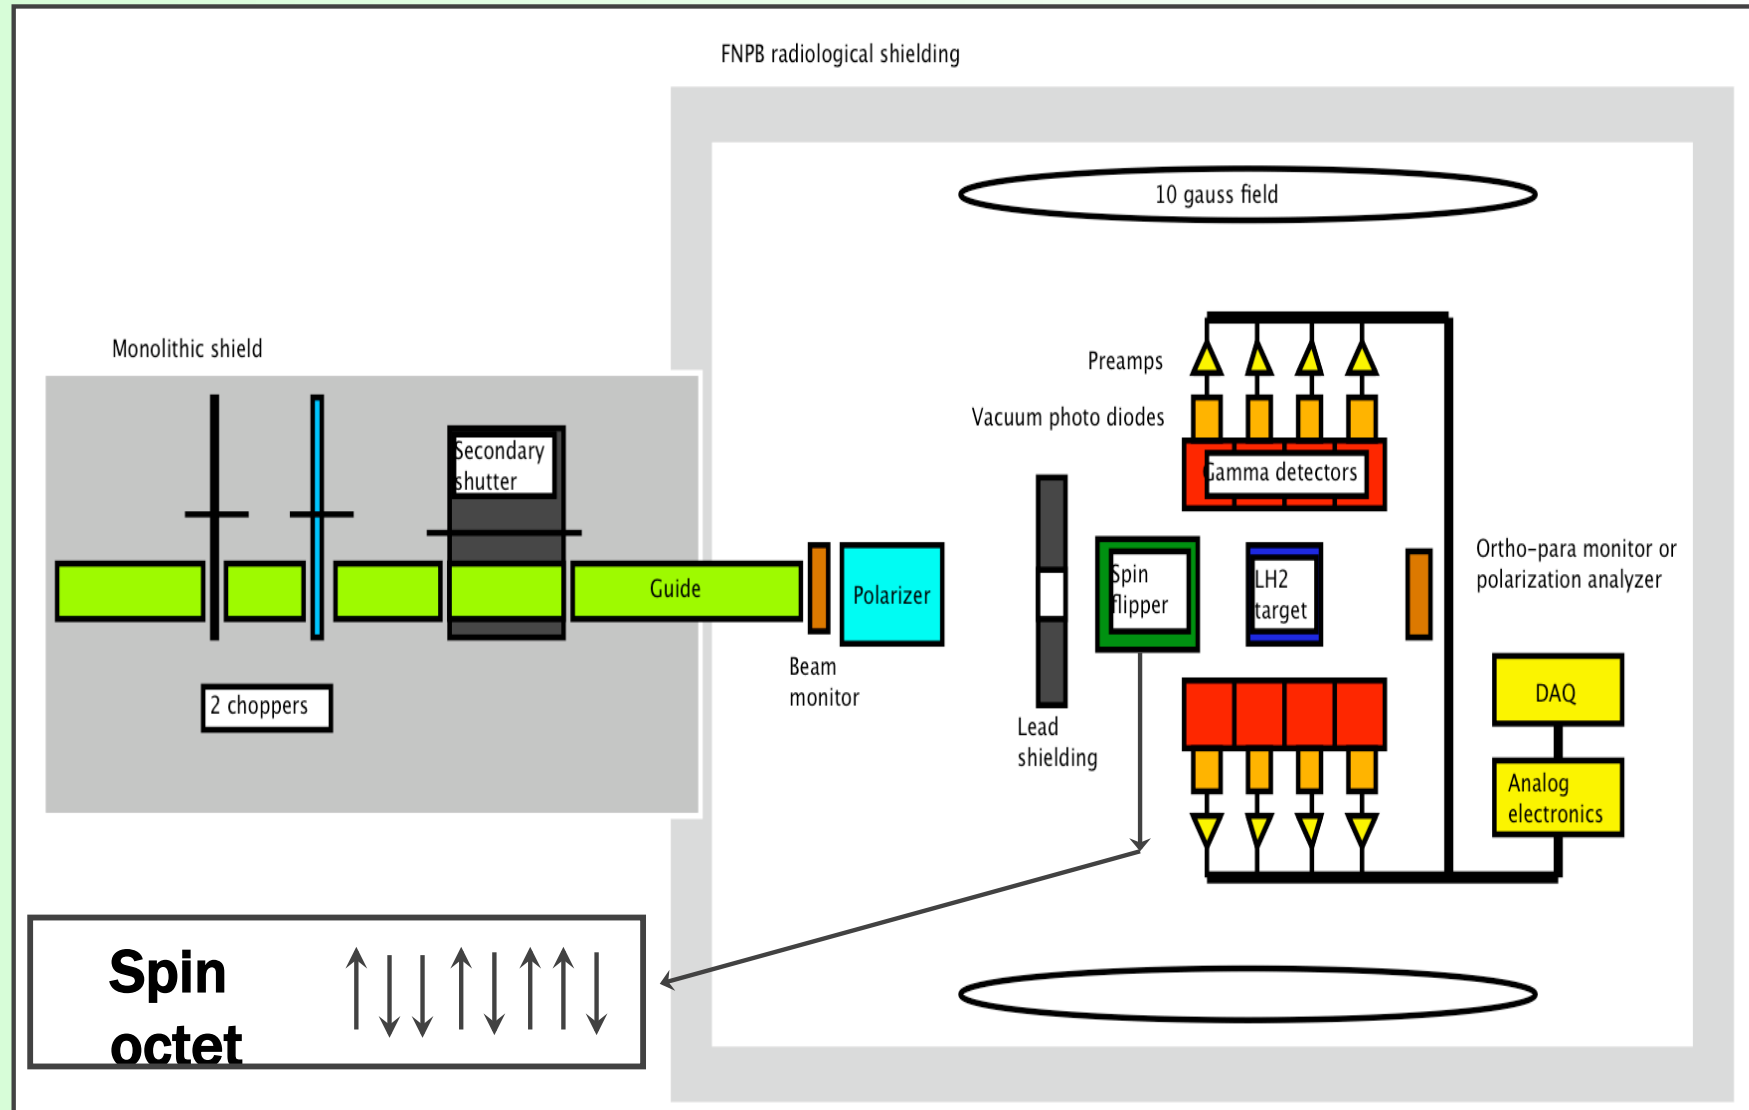 FNPB radiological shielding
10 gauss field
Monolithic shield
Preamps
Vacuum photo diodes
Secondary
shutter
Gamma detectors
Ortho-para monitor or
polarization analyzer
Spin
flipper
LH2
target
Guide
Polarizer
Beam
monitor
2 choppers
Lead
shielding
DAQ
Analog
electronics
Spin
octet